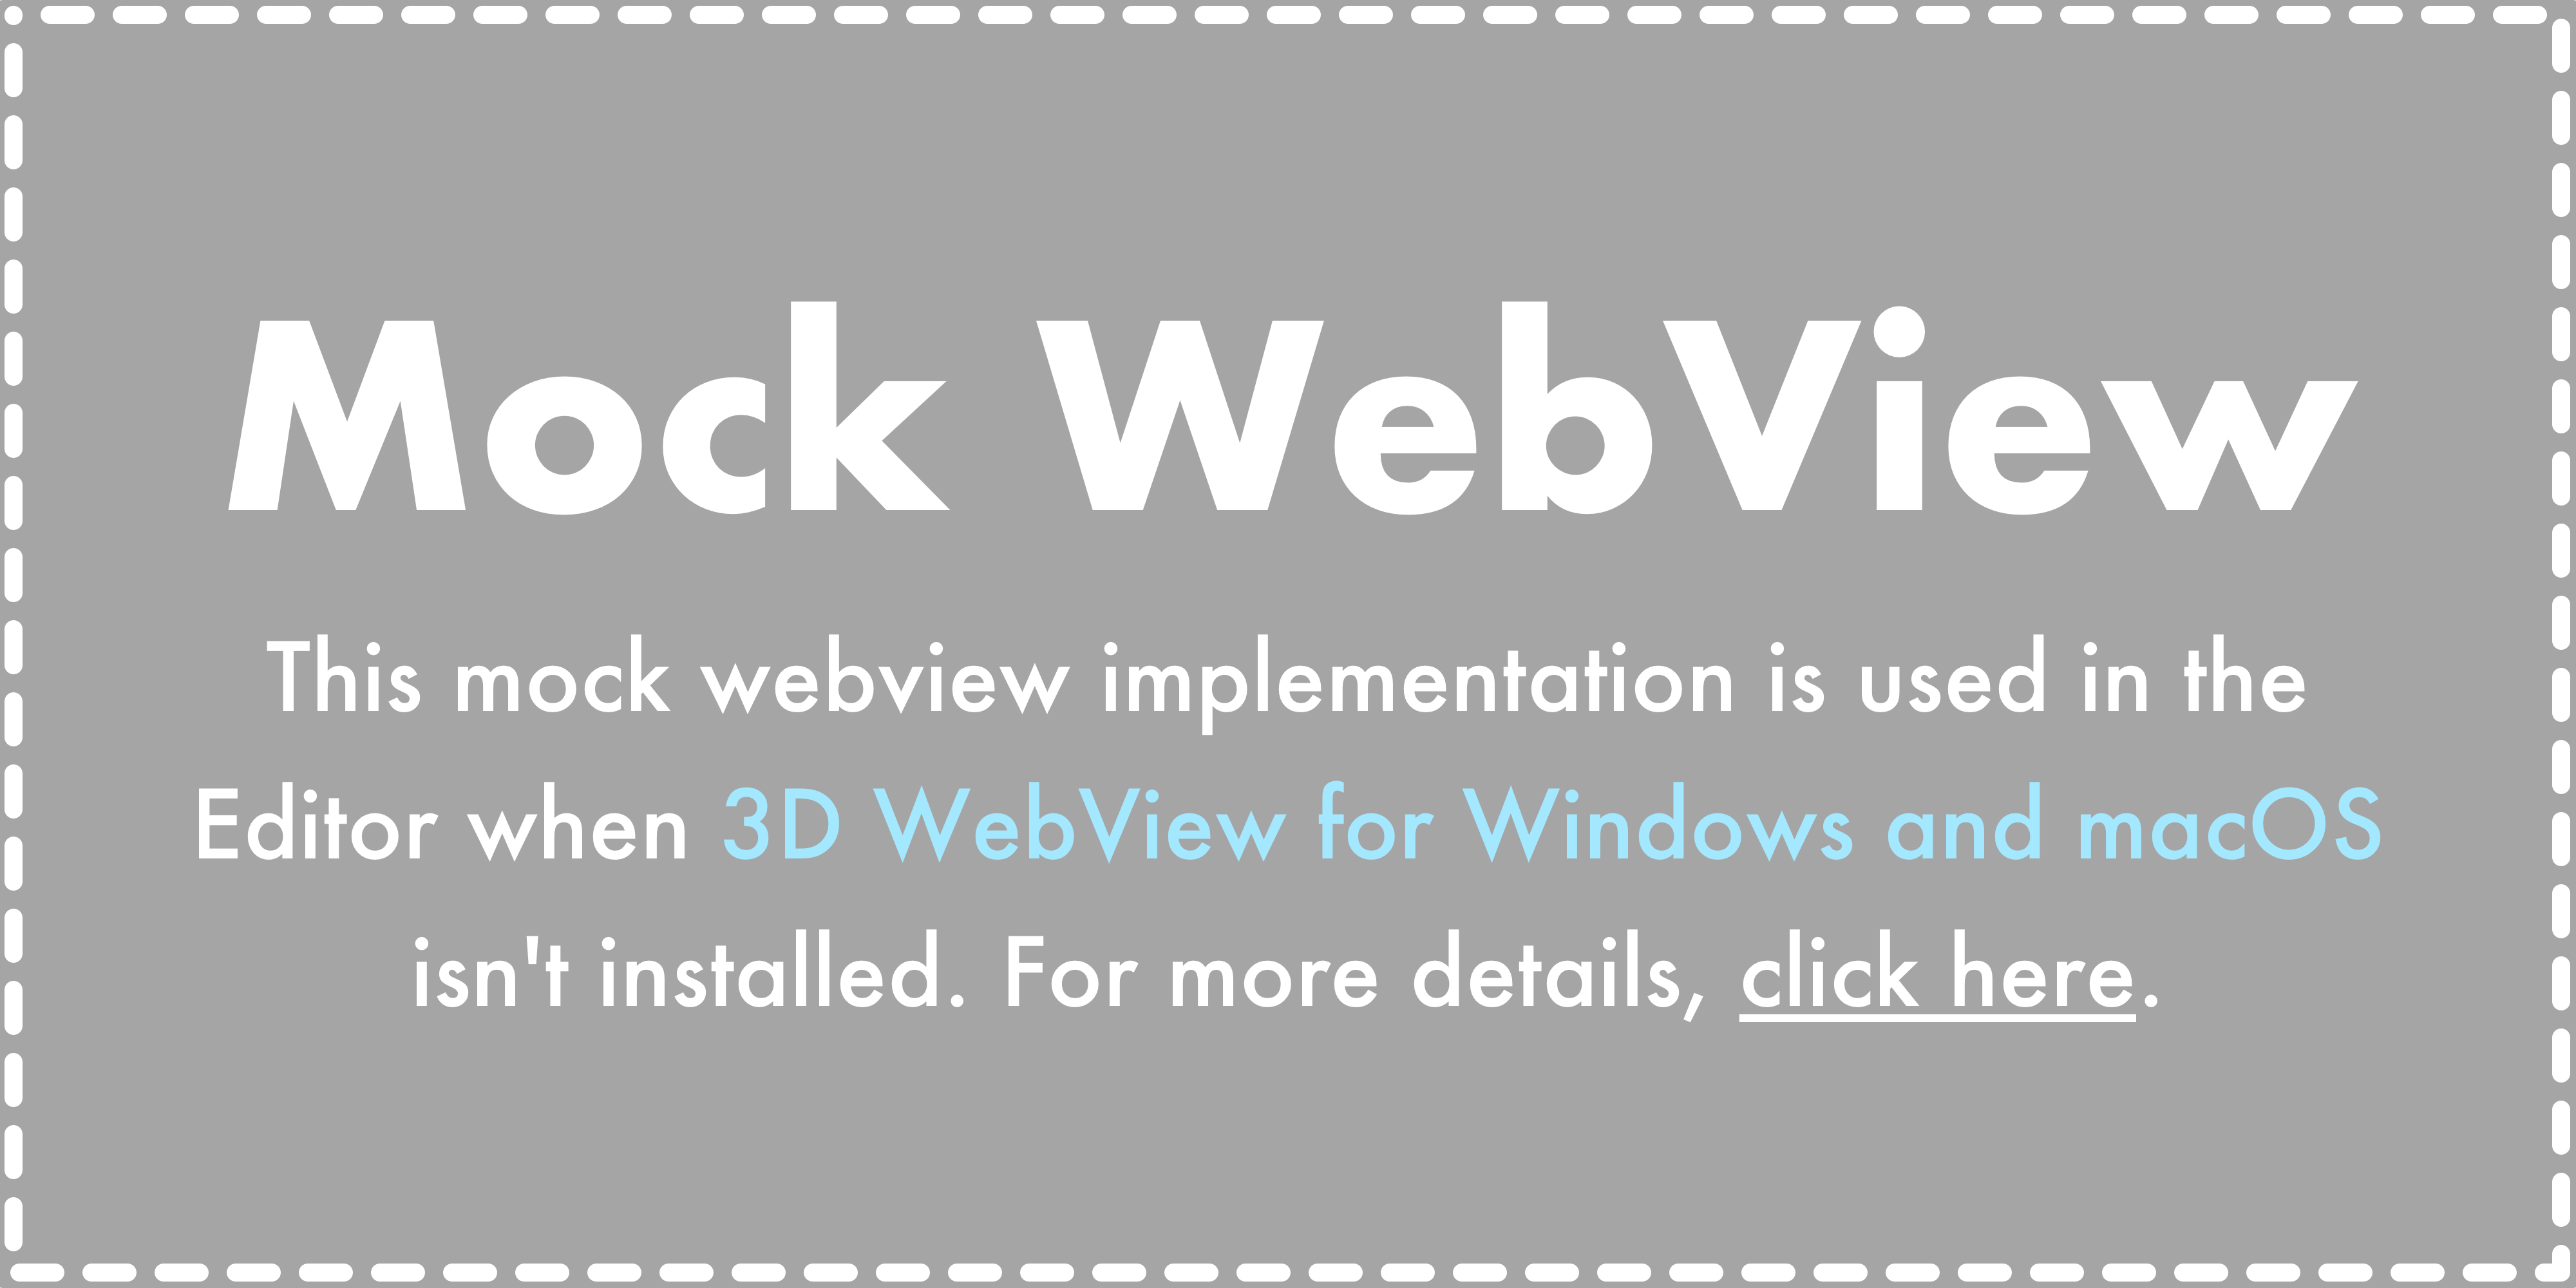 Mock WebView
This mock webview implementation is used in the
Editor when 3D WebView for Windows and macOS
isn't installed. For more details, click here.